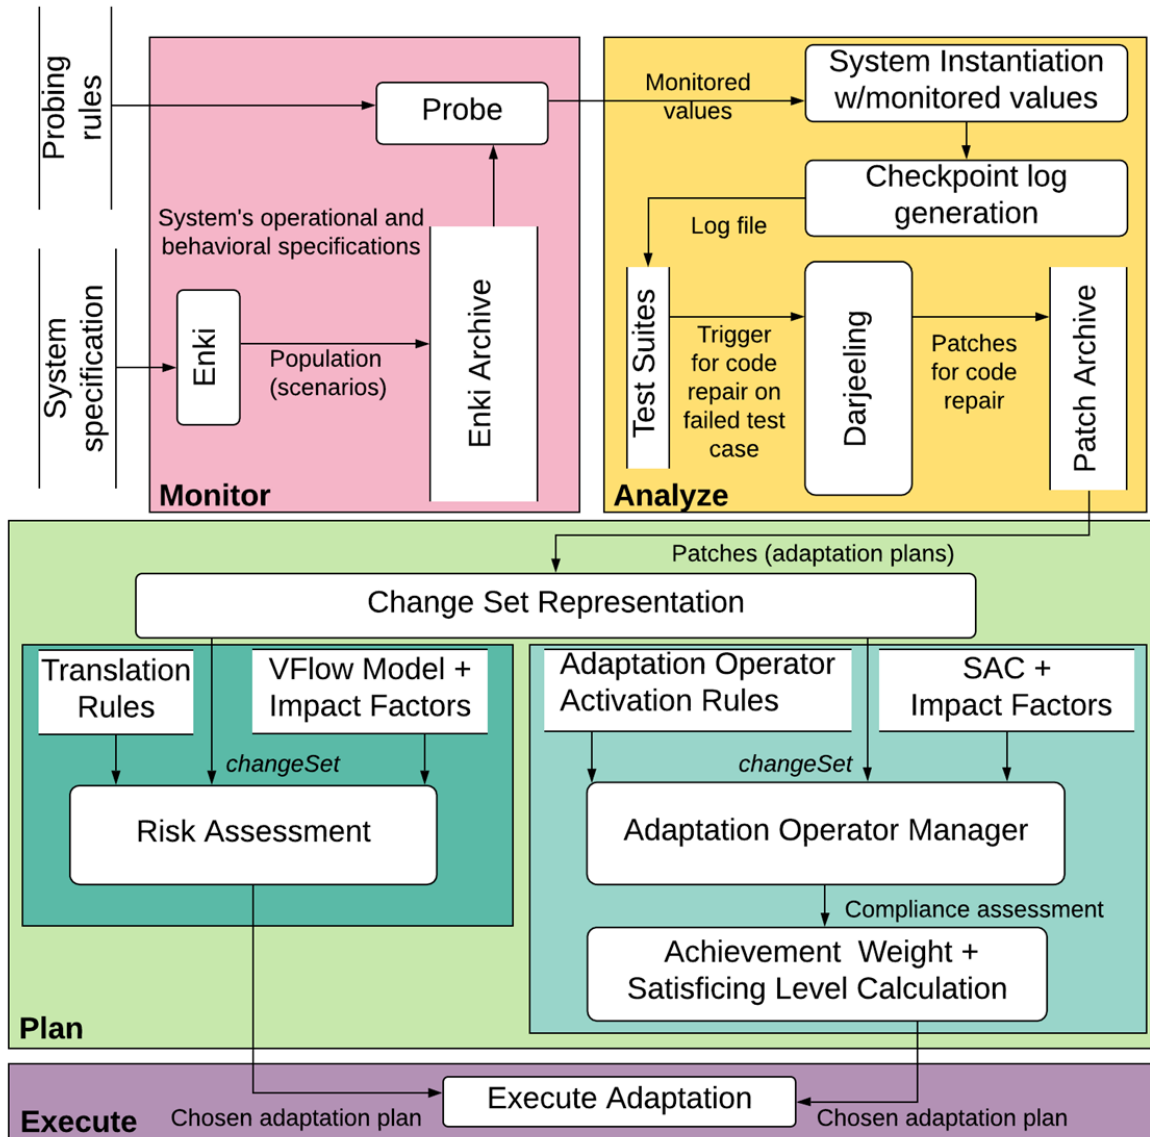 Probing
rules
System
specification
Probe
System's operational and
behavioral specifications
Enki
Population
(scenarios)
Enki Archive
Monitor
Monitored
values
System Instantiation
w/monitored values
Checkpoint log
generation
Log file
Test Suites
Trigger
for code
repair on
failed test
case
Darjeeling
Patches
for code
repair
Patch Archive
Analyze
Patches (adaptation plans)
Change Set Representation
Translation
Rules
VFlow Model +
Impact Factors
changeSet
Risk Assessment
Adaptation Operator
Activation Rules
SAC +
Impact Factors
changeSet
Adaptation Operator Manager
Compliance assessment
Achievement Weight +
Satisficing Level Calculation
Plan
Execute Adaptation
Chosen adaptation plan
Chosen adaptation plan
Execute